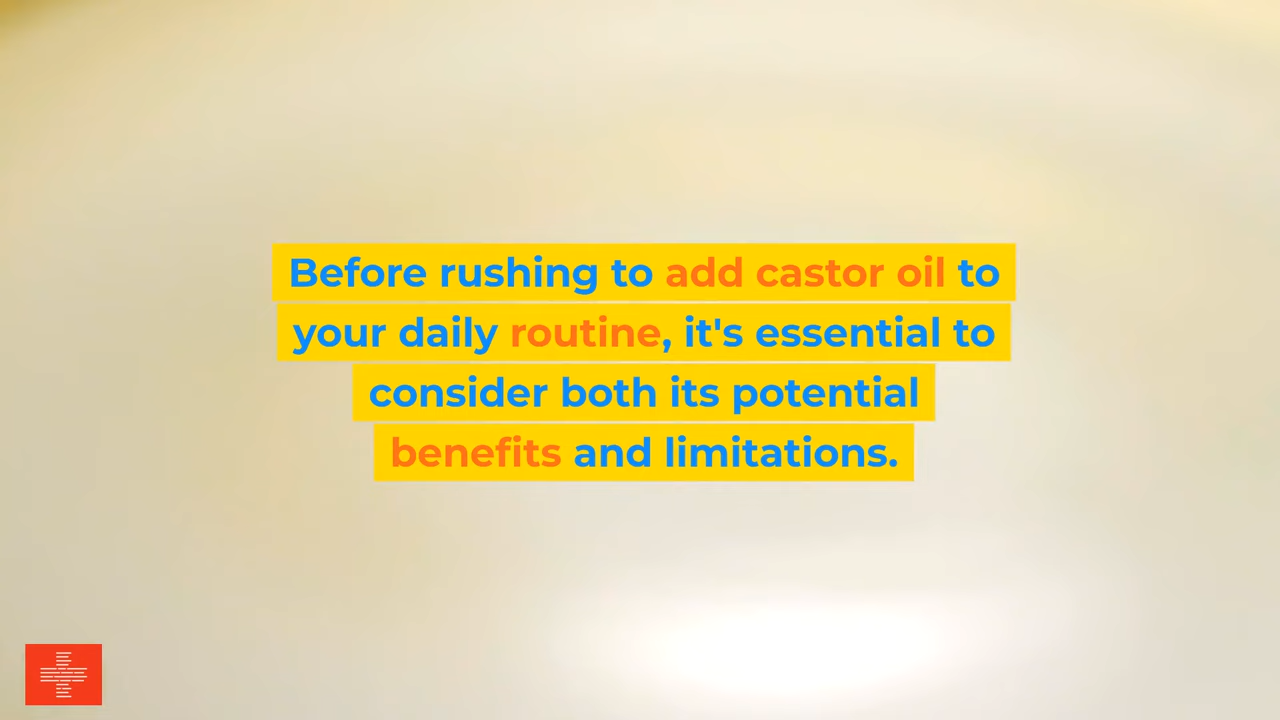 Before rushing to add castor oil to
your daily routine, it's essential to
consider both its potential
benefits and limitations.